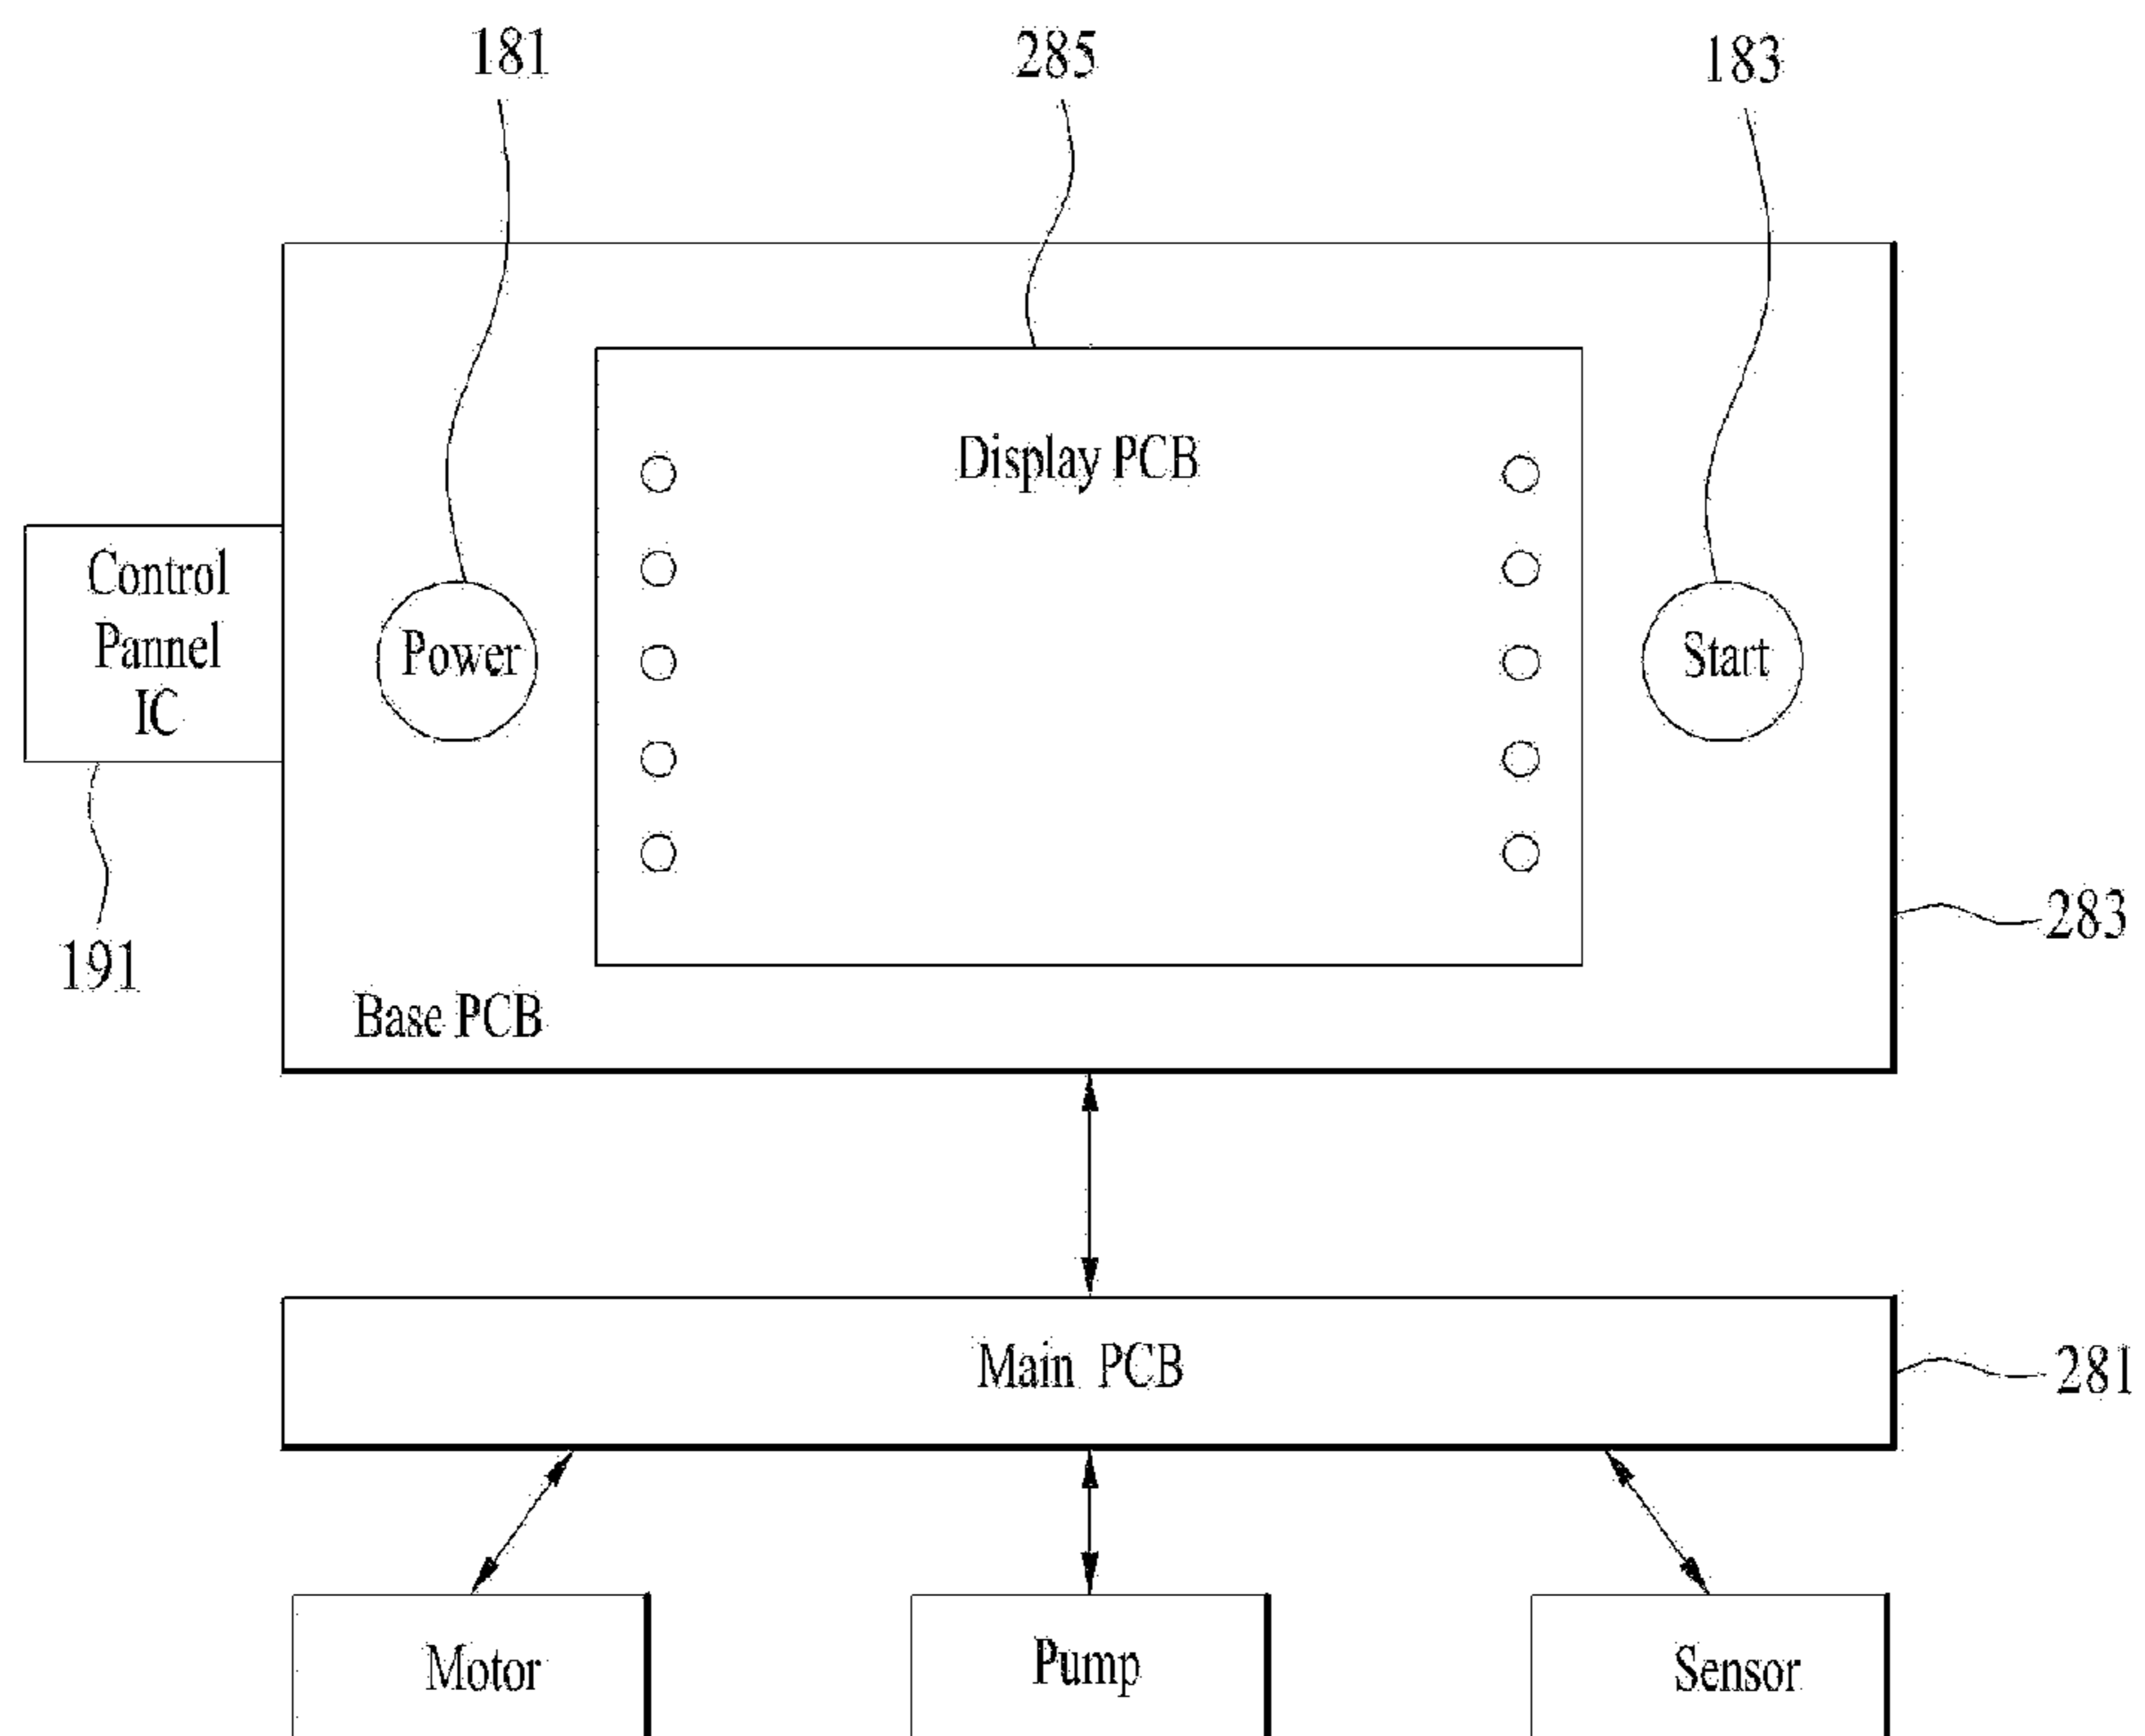 181
285
183
Display PCB
Control
Pannel
IC
Power
Start
283
191
Base PCB
Main PCB
281
Motor
Pump
Sensor